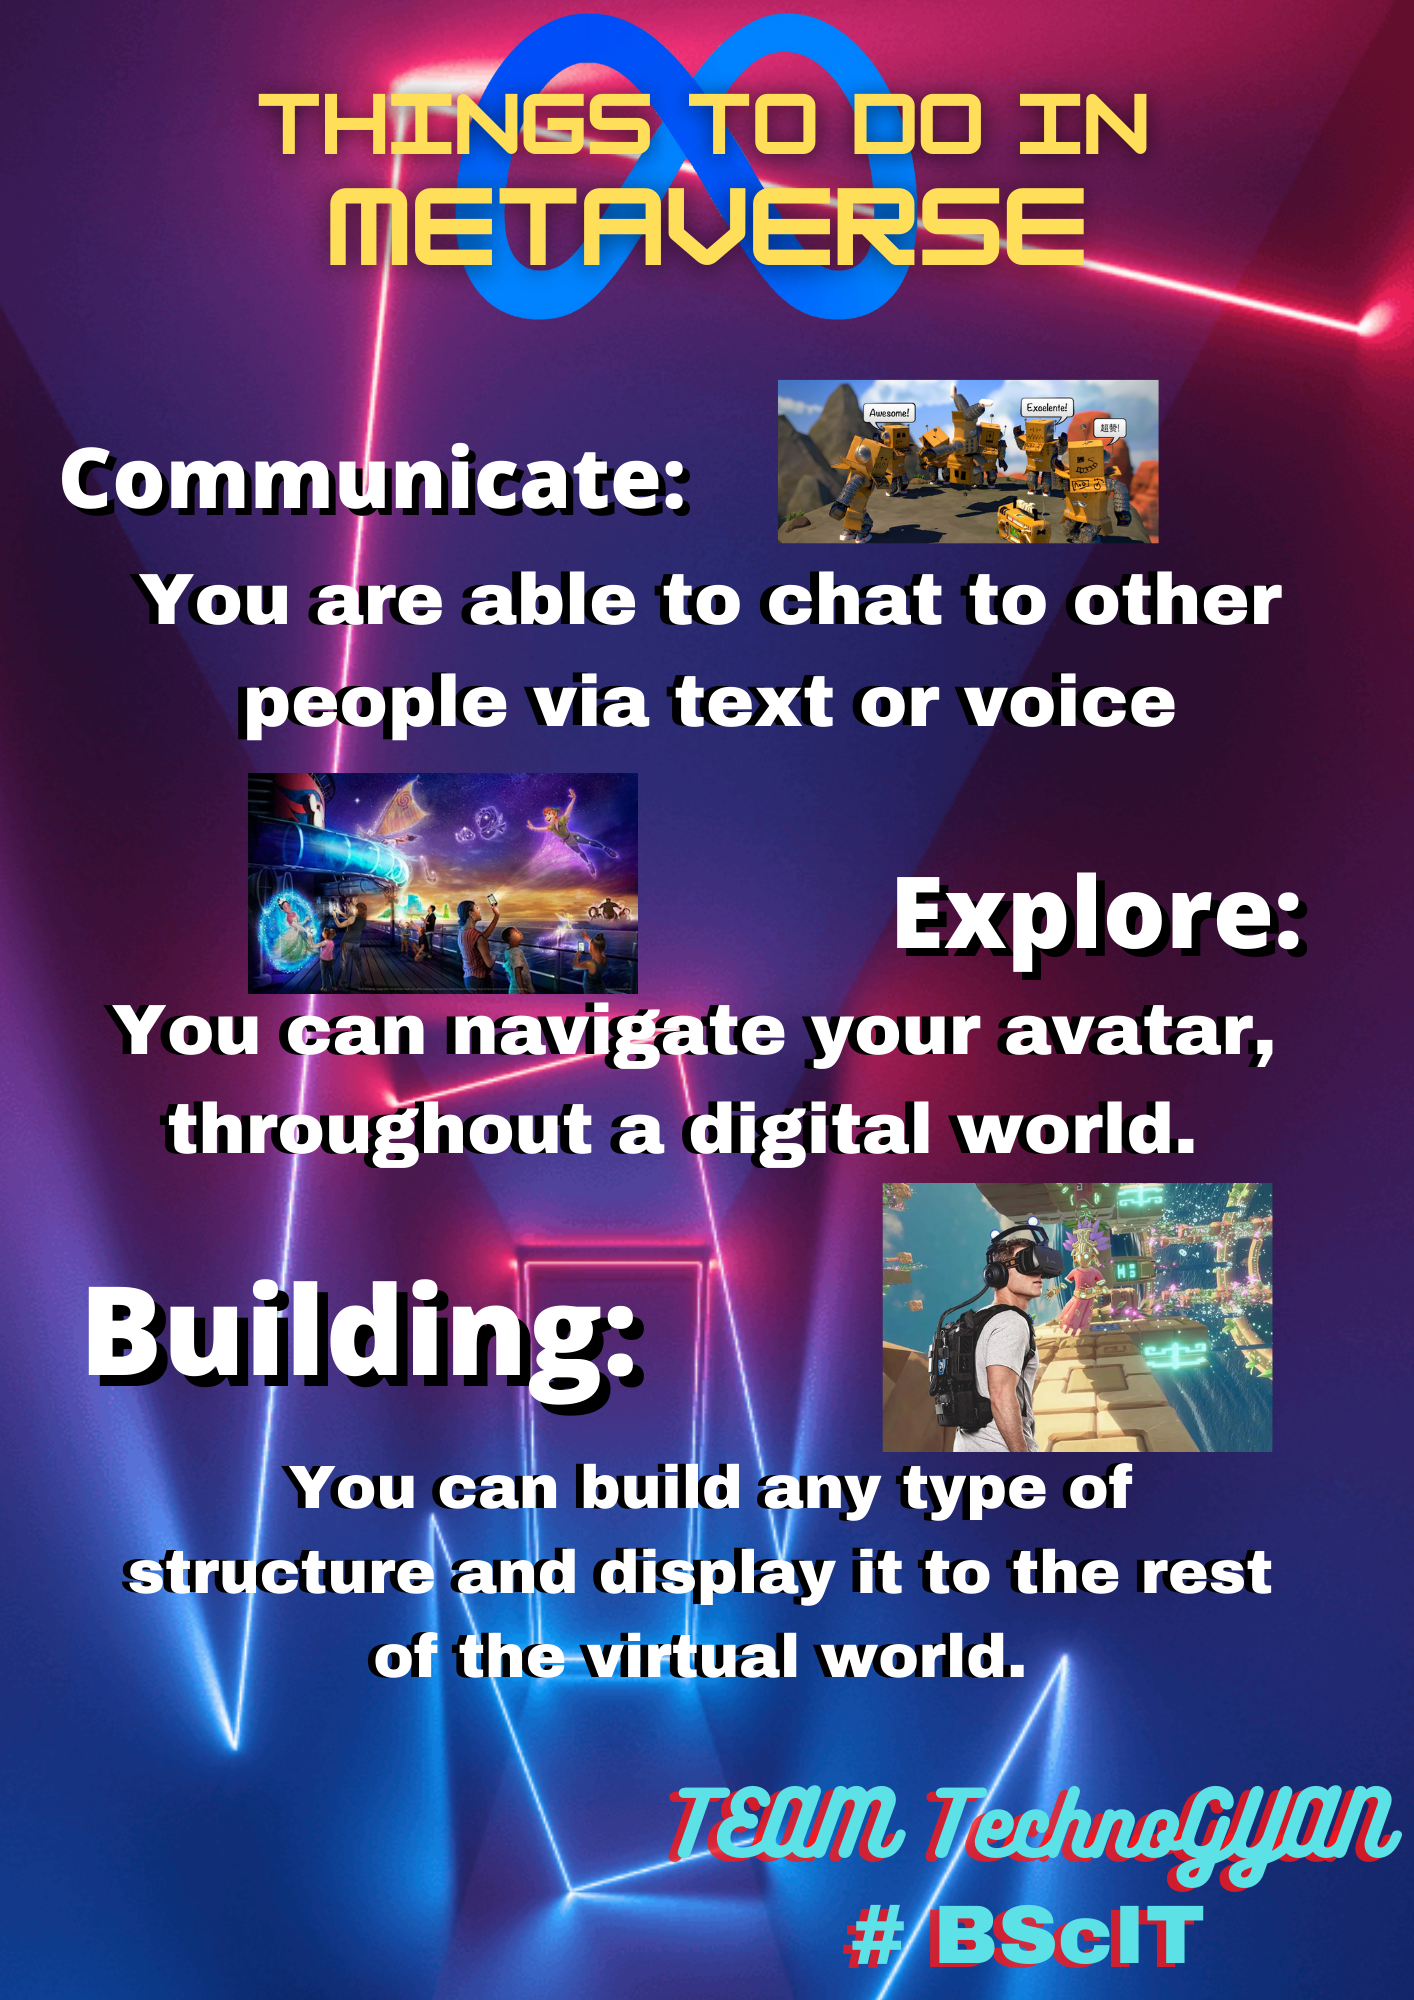 THINGS TO DO IN
METAVERSE
Awesome!
Excelente!
超赞!
Communicate:
You are able to chat to other
people via text or voice
Explore:
You can navigate your avatar,
throughout a digital world.
Building:
You can build any type of
structure and display it to the rest
of the virtual world.
TEAM TechnoGYAN
# BScIT